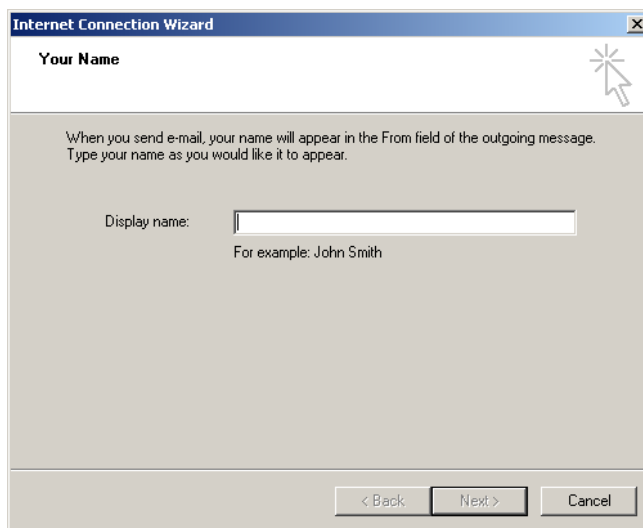 Internet Connection Wizard
Your Name
When you send e-mail, your name will appear in the From field of the outgoing message.
Type your name as you would like it to appear.
Display name:
For example: John Smith
< Back Next > Cancel